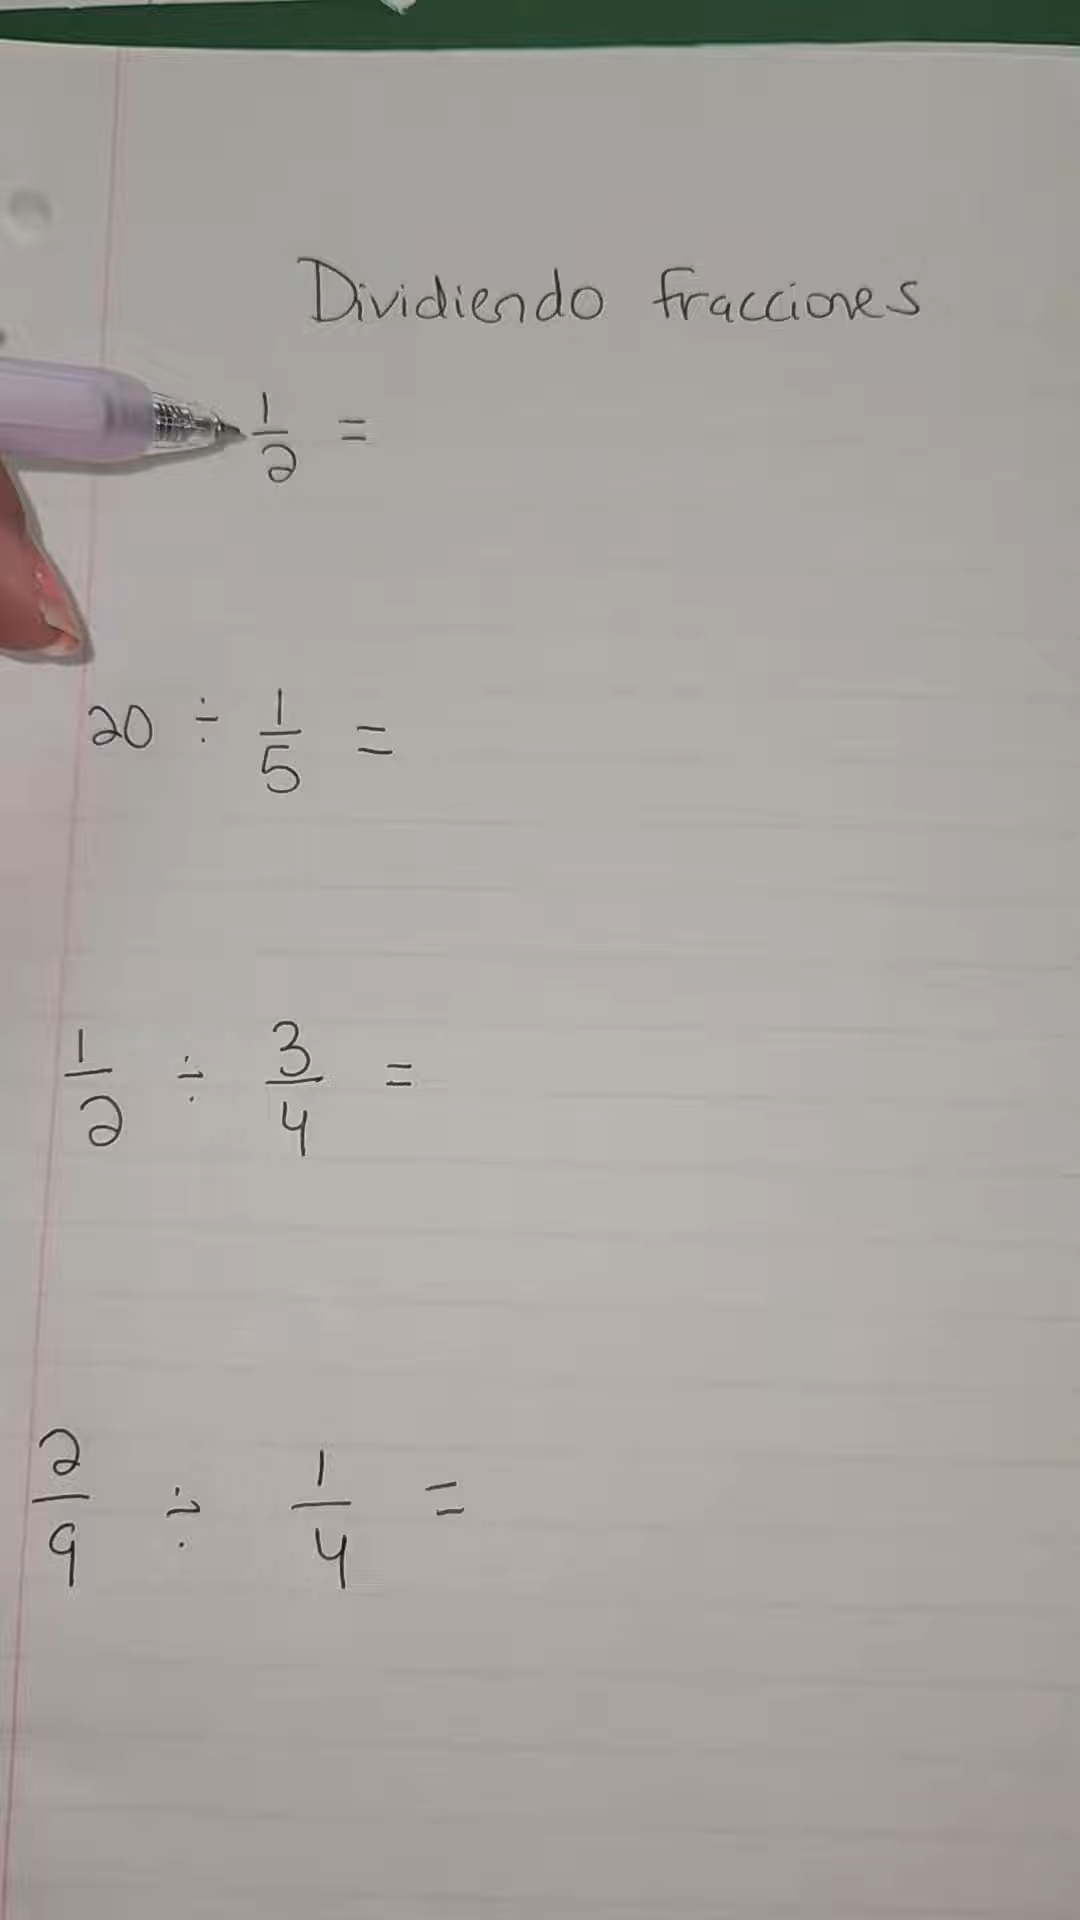 Dividiendo fracciones
1/2 =
20 ÷ 1/5 =
1/2 ÷ 3/4 =
2/9 ÷ 1/4 =